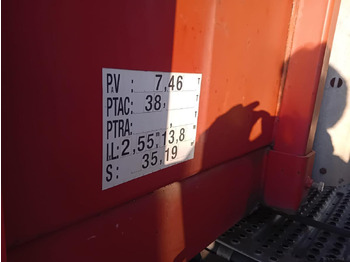 P.V : 7,46 T
PTAC: 38, T
PTRA: , T
l.L: 2,55 m 13,8 m
S : 35,19